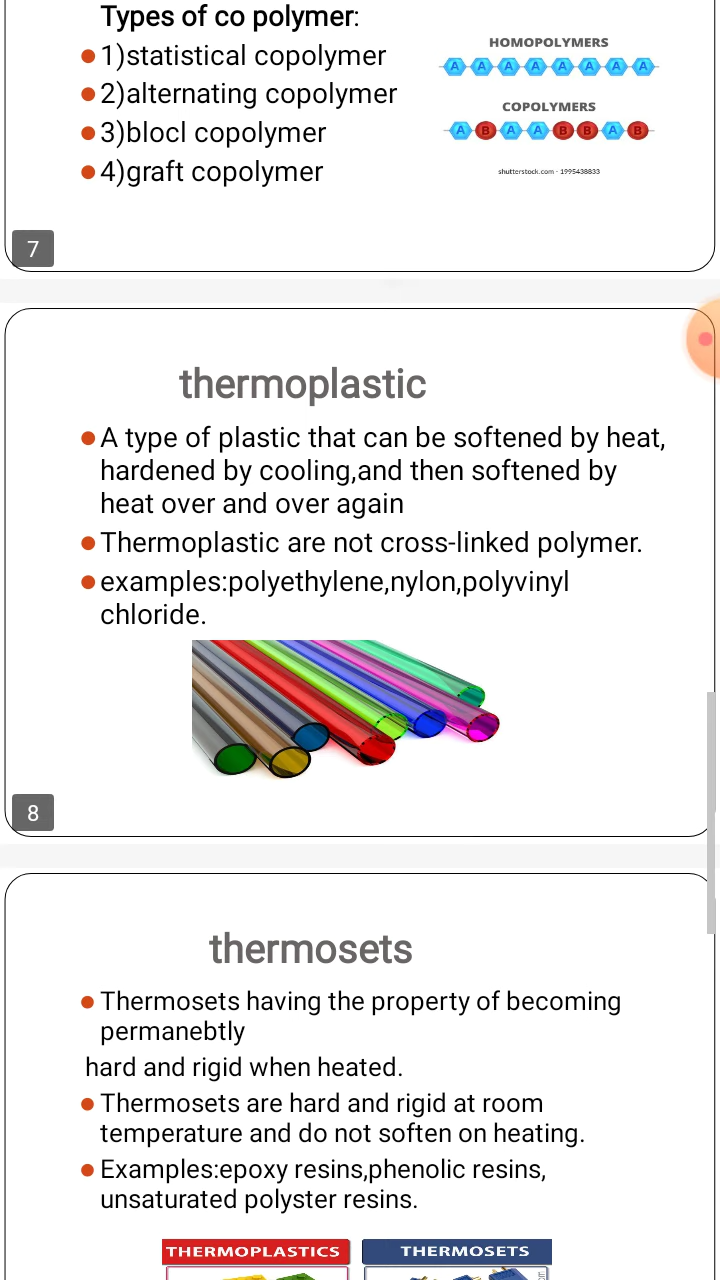 Types of co polymer:
1)statistical copolymer
2)alternating copolymer
3)blocl copolymer
4)graft copolymer
HOMOPOLYMERS
A A A A A A A A
COPOLYMERS
A B A A B B A B
shutterstock.com · 1995438833
7
thermoplastic
A type of plastic that can be softened by heat,
hardened by cooling,and then softened by
heat over and over again
Thermoplastic are not cross-linked polymer.
examples:polyethylene,nylon,polyvinyl
chloride.
8
thermosets
Thermosets having the property of becoming
permanebtly
hard and rigid when heated.
Thermosets are hard and rigid at room
temperature and do not soften on heating.
Examples:epoxy resins,phenolic resins,
unsaturated polyster resins.
THERMOPLASTICS
THERMOSETS